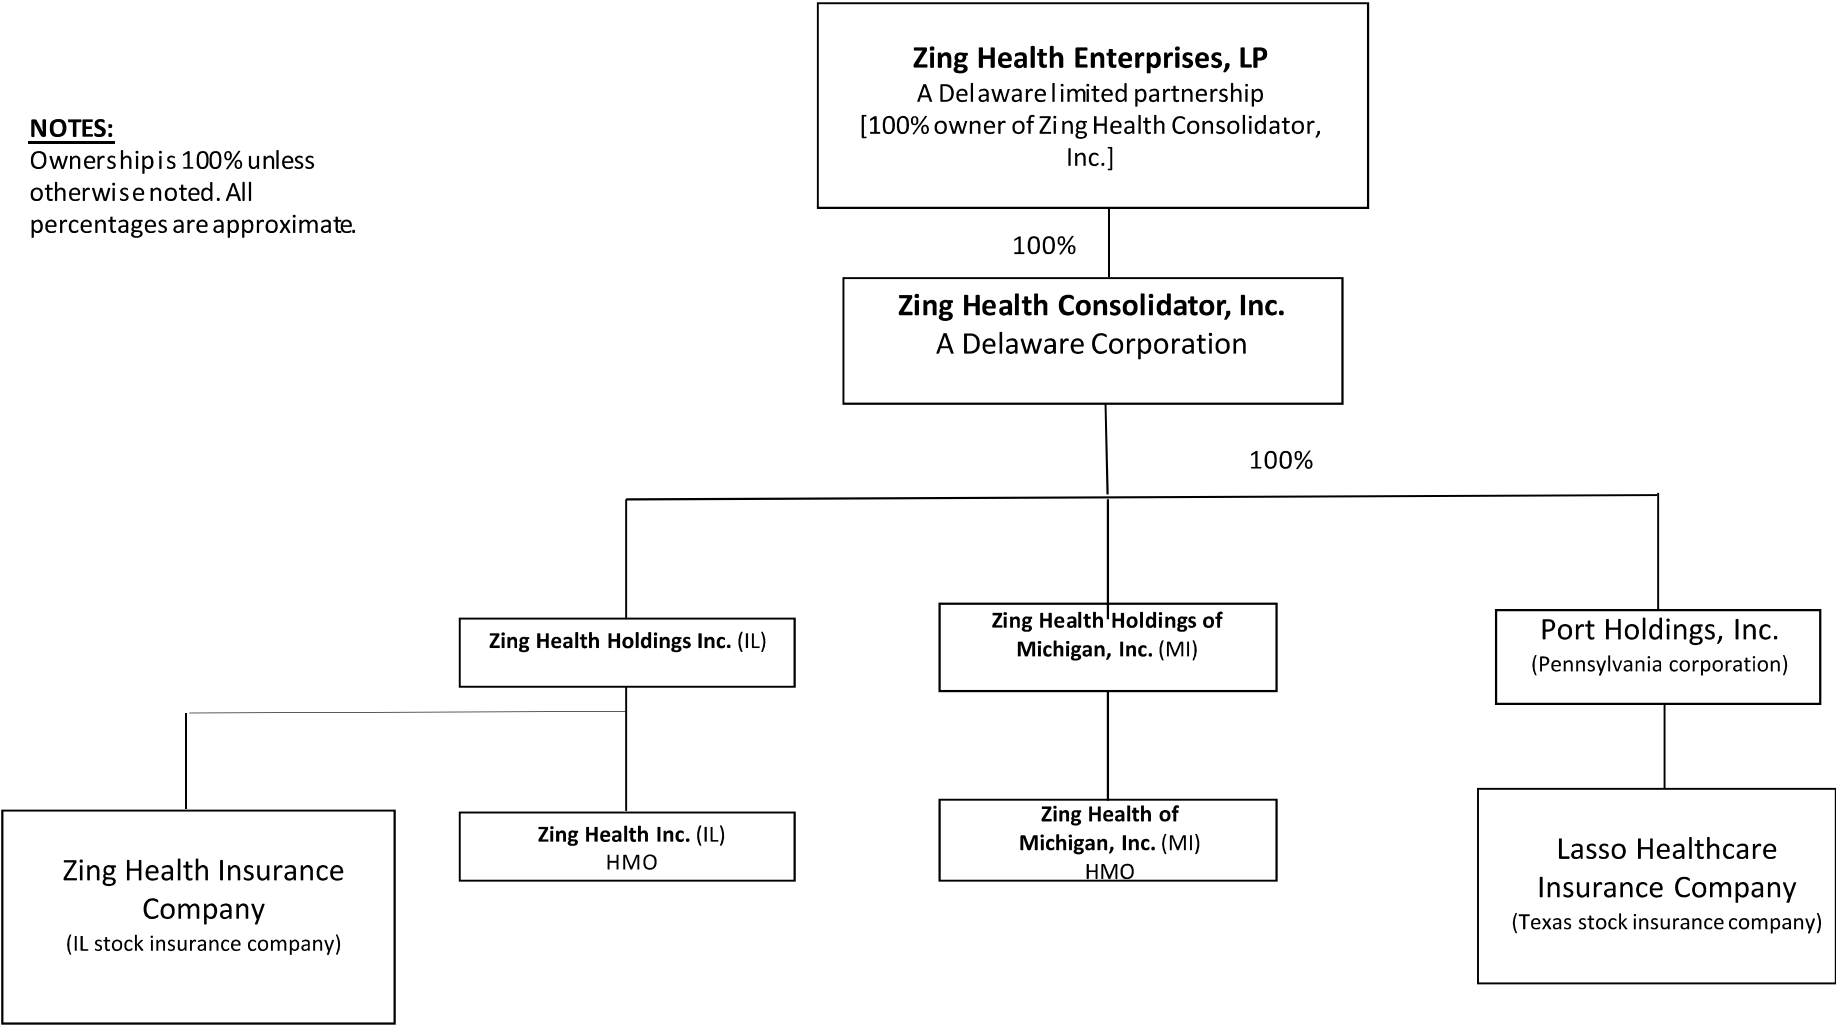 Zing Health Enterprises, LP
A Delaware limited partnership
[100% owner of Zing Health Consolidator,
Inc.]
NOTES:
Ownership is 100% unless
otherwise noted. All
percentages are approximate.
100%
Zing Health Consolidator, Inc.
A Delaware Corporation
100%
Zing Health Holdings Inc. (IL)
Zing Health Holdings of
Michigan, Inc. (MI)
Port Holdings, Inc.
(Pennsylvania corporation)
Zing Health Insurance
Company
(IL stock insurance company)
Zing Health Inc. (IL)
HMO
Zing Health of
Michigan, Inc. (MI)
HMO
Lasso Healthcare
Insurance Company
(Texas stock insurance company)